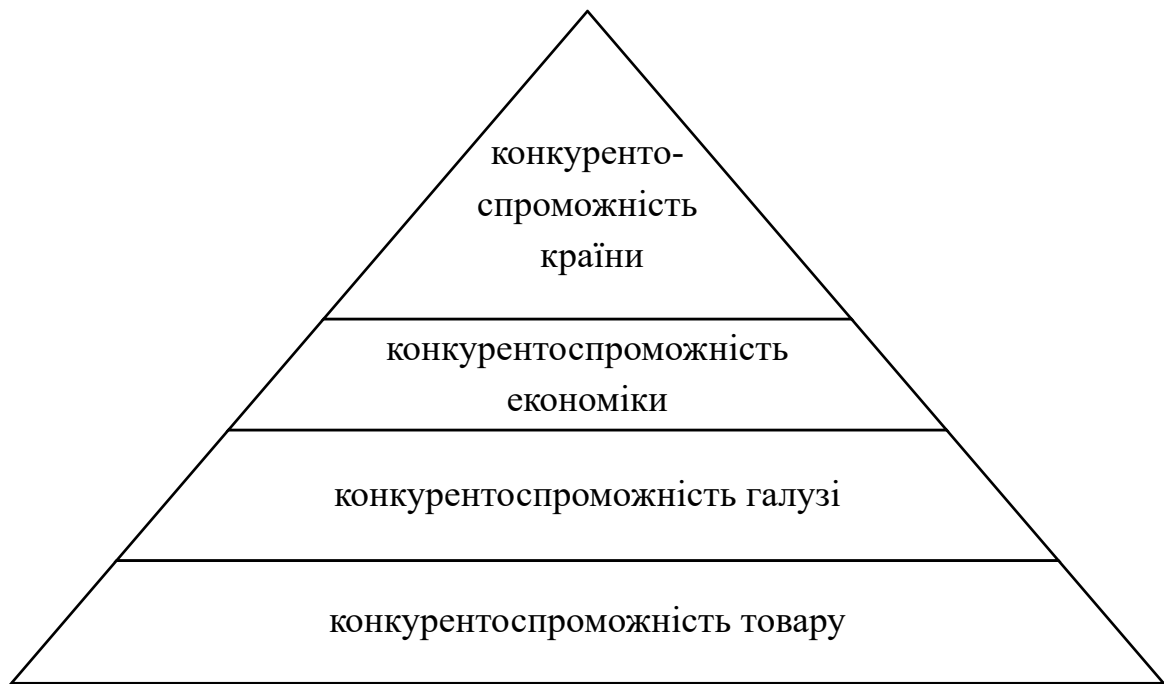 конкуренто-
спроможність
країни
конкурентоспроможність
економіки
конкурентоспроможність галузі
конкурентоспроможність товару